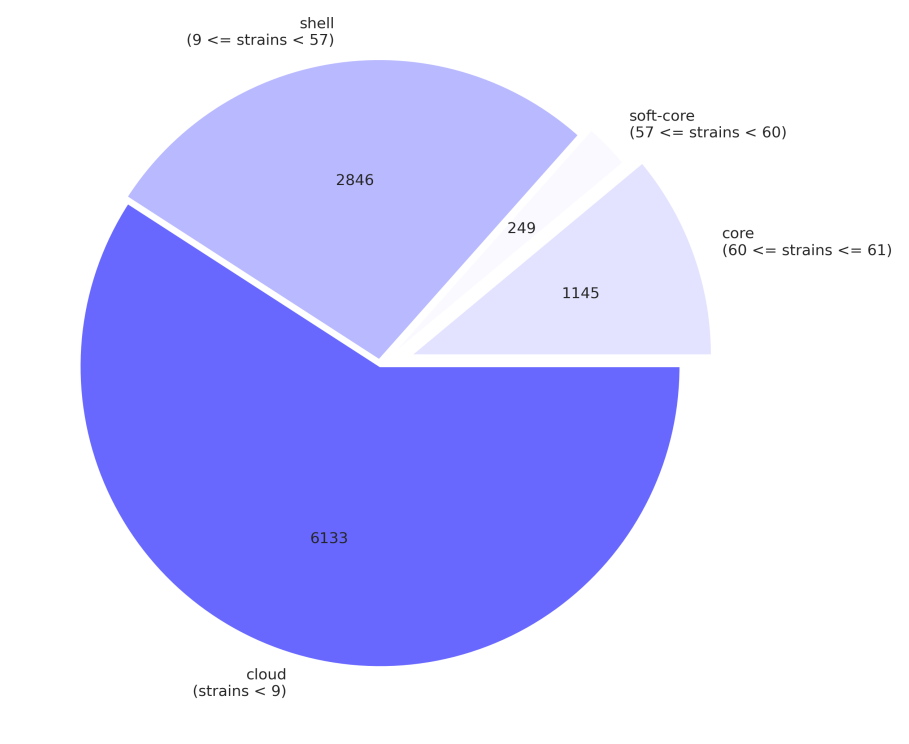 shell
(9 <= strains < 57)
soft-core
(57 <= strains < 60)
2846
249
core
(60 <= strains <= 61)
1145
6133
cloud
(strains < 9)